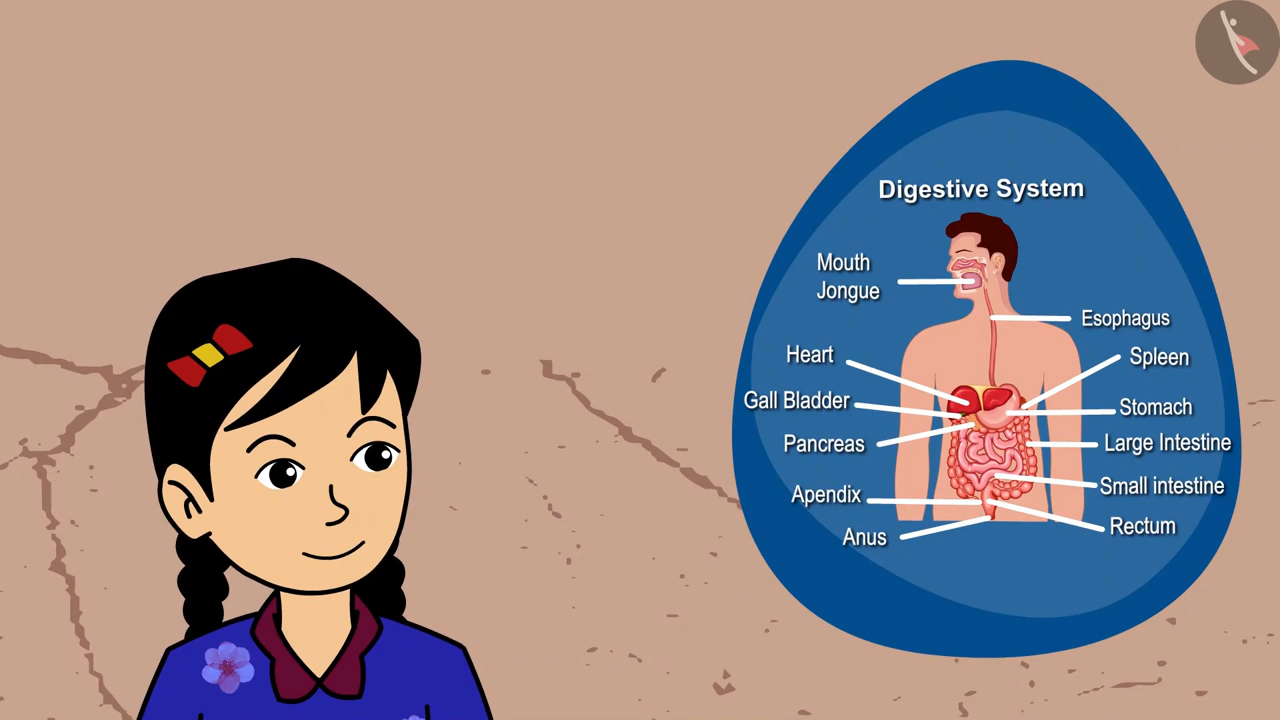 Digestive System
Mouth
Jongue
Esophagus
Heart
Spleen
Gall Bladder
Stomach
Pancreas
Large Intestine
Apendix
Small intestine
Anus
Rectum